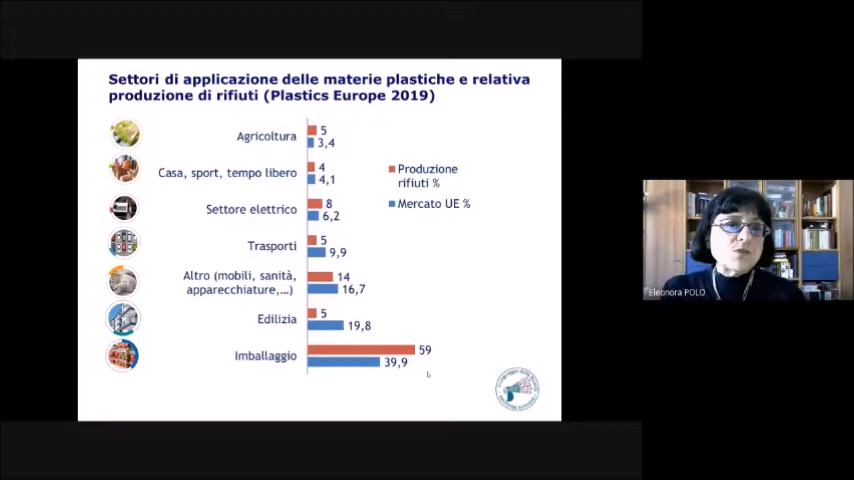 Settori di applicazione delle materie plastiche e relativa
produzione di rifiuti (Plastics Europe 2019)
Agricoltura
5
3,4
Casa, sport, tempo libero
4
4,1
Settore elettrico
8
6,2
Trasporti
5
9,9
Altro (mobili, sanità,
apparecchiature,…)
14
16,7
Edilizia
5
19,8
Imballaggio
59
39,9
Produzione
rifiuti %
Mercato UE %
Eleonora POLO